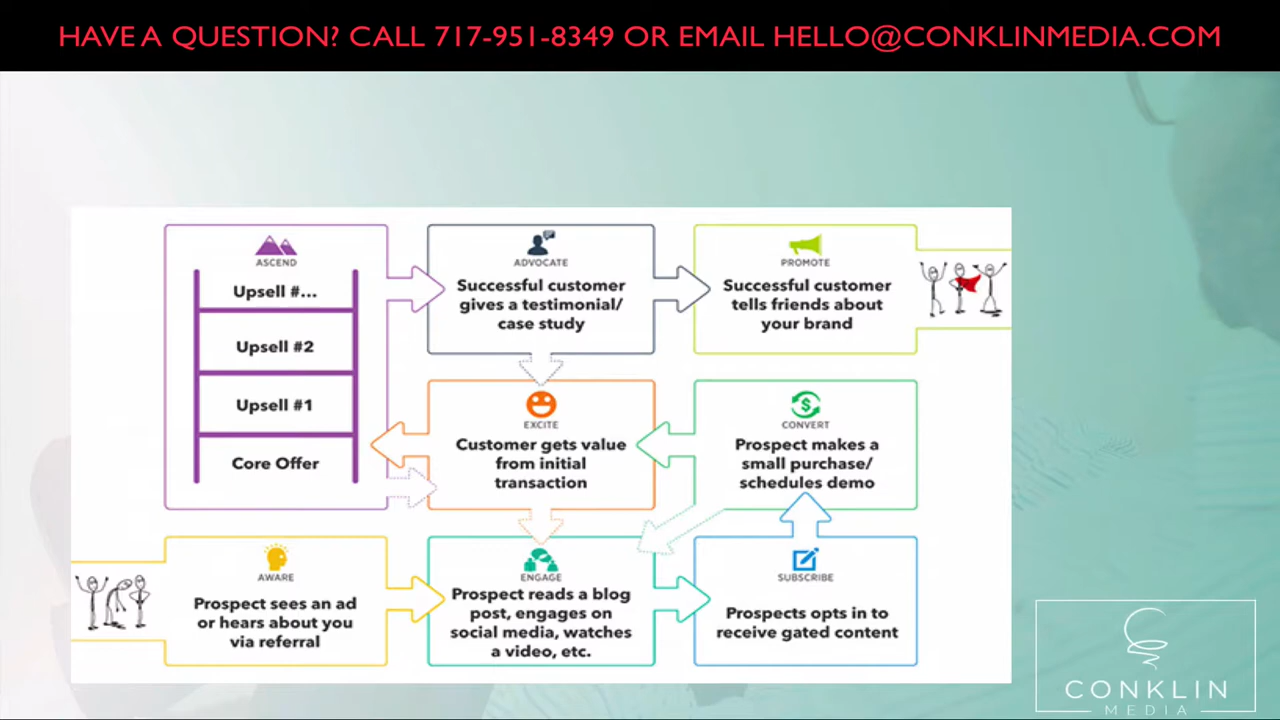 HAVE A QUESTION? CALL 717-951-8349 OR EMAIL HELLO@CONKLINMEDIA.COM
ASCEND
Upsell #...
Upsell #2
Upsell #1
Core Offer
ADVOCATE
Successful customer
gives a testimonial/
case study
PROMOTE
Successful customer
tells friends about
your brand
EXCITE
Customer gets value
from initial
transaction
CONVERT
Prospect makes a
small purchase/
schedules demo
AWARE
Prospect sees an ad
or hears about you
via referral
ENGAGE
Prospect reads a blog
post, engages on
social media, watches
a video, etc.
SUBSCRIBE
Prospects opts in to
receive gated content
CONKLIN
MEDIA